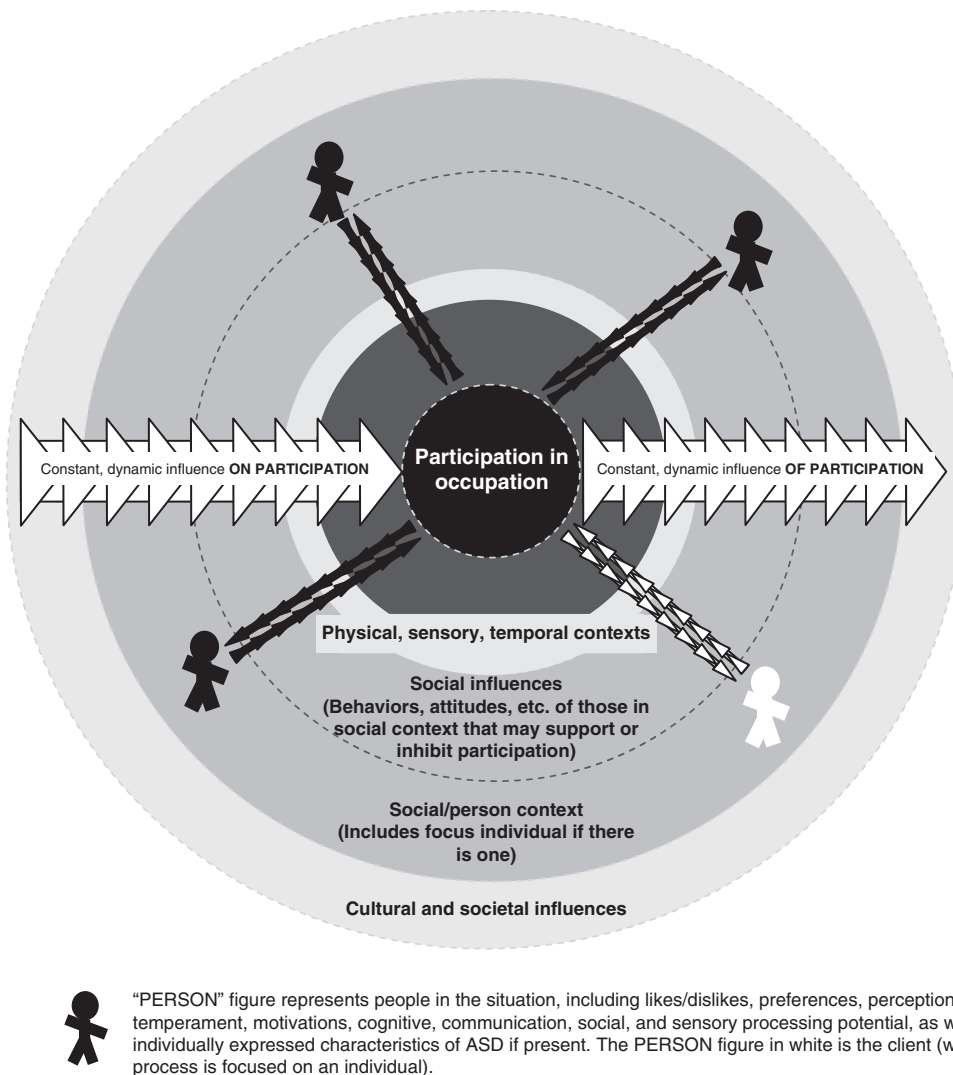 Constant, dynamic influence ON PARTICIPATION
Participation in
occupation
Constant, dynamic influence OF PARTICIPATION
Physical, sensory, temporal contexts
Social influences
(Behaviors, attitudes, etc. of those in
social context that may support or
inhibit participation)
Social/person context
(Includes focus individual if there
is one)
Cultural and societal influences
“PERSON” figure represents people in the situation, including likes/dislikes, preferences, perception
temperament, motivations, cognitive, communication, social, and sensory processing potential, as
individually expressed characteristics of ASD if present. The PERSON figure in white is the client
process is focused on an individual).